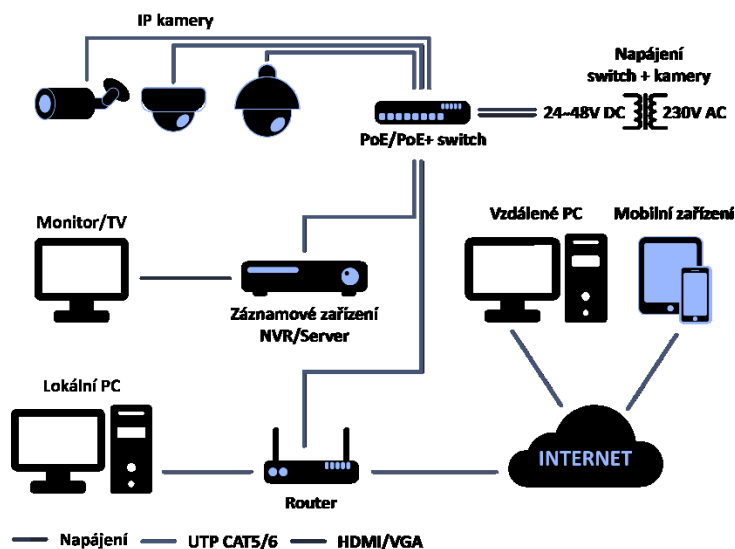 IP kamery
Napájení
switch + kamery
24~48V DC
230V AC
PoE/PoE+ switch
Monitor/TV
Vzdálené PC
Mobilní zařízení
Záznamové zařízení
NVR/Server
Lokální PC
INTERNET
Router
Napájení
UTP CAT5/6
HDMI/VGA